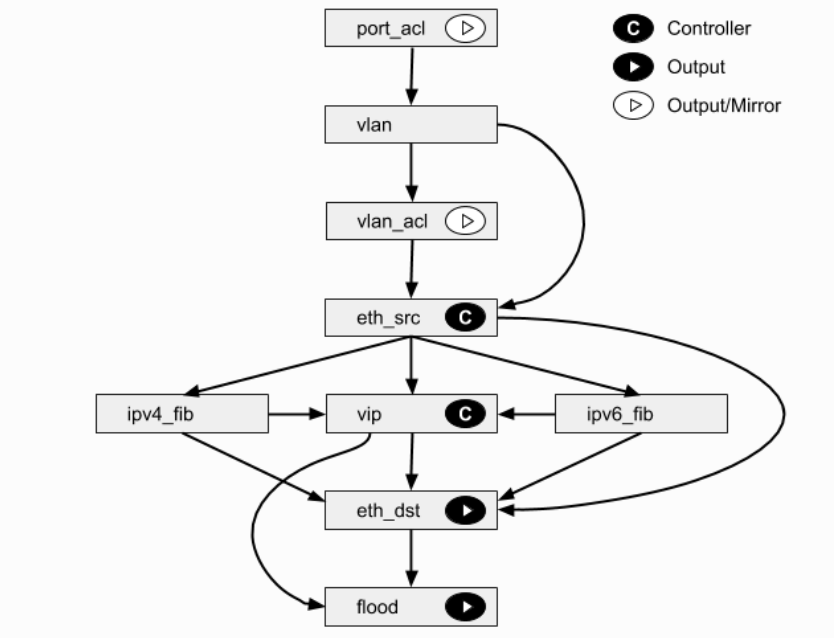 port_acl
C Controller
Output
Output/Mirror
vlan
vlan_acl
eth_src C
ipv4_fib
vip C
ipv6_fib
eth_dst
flood